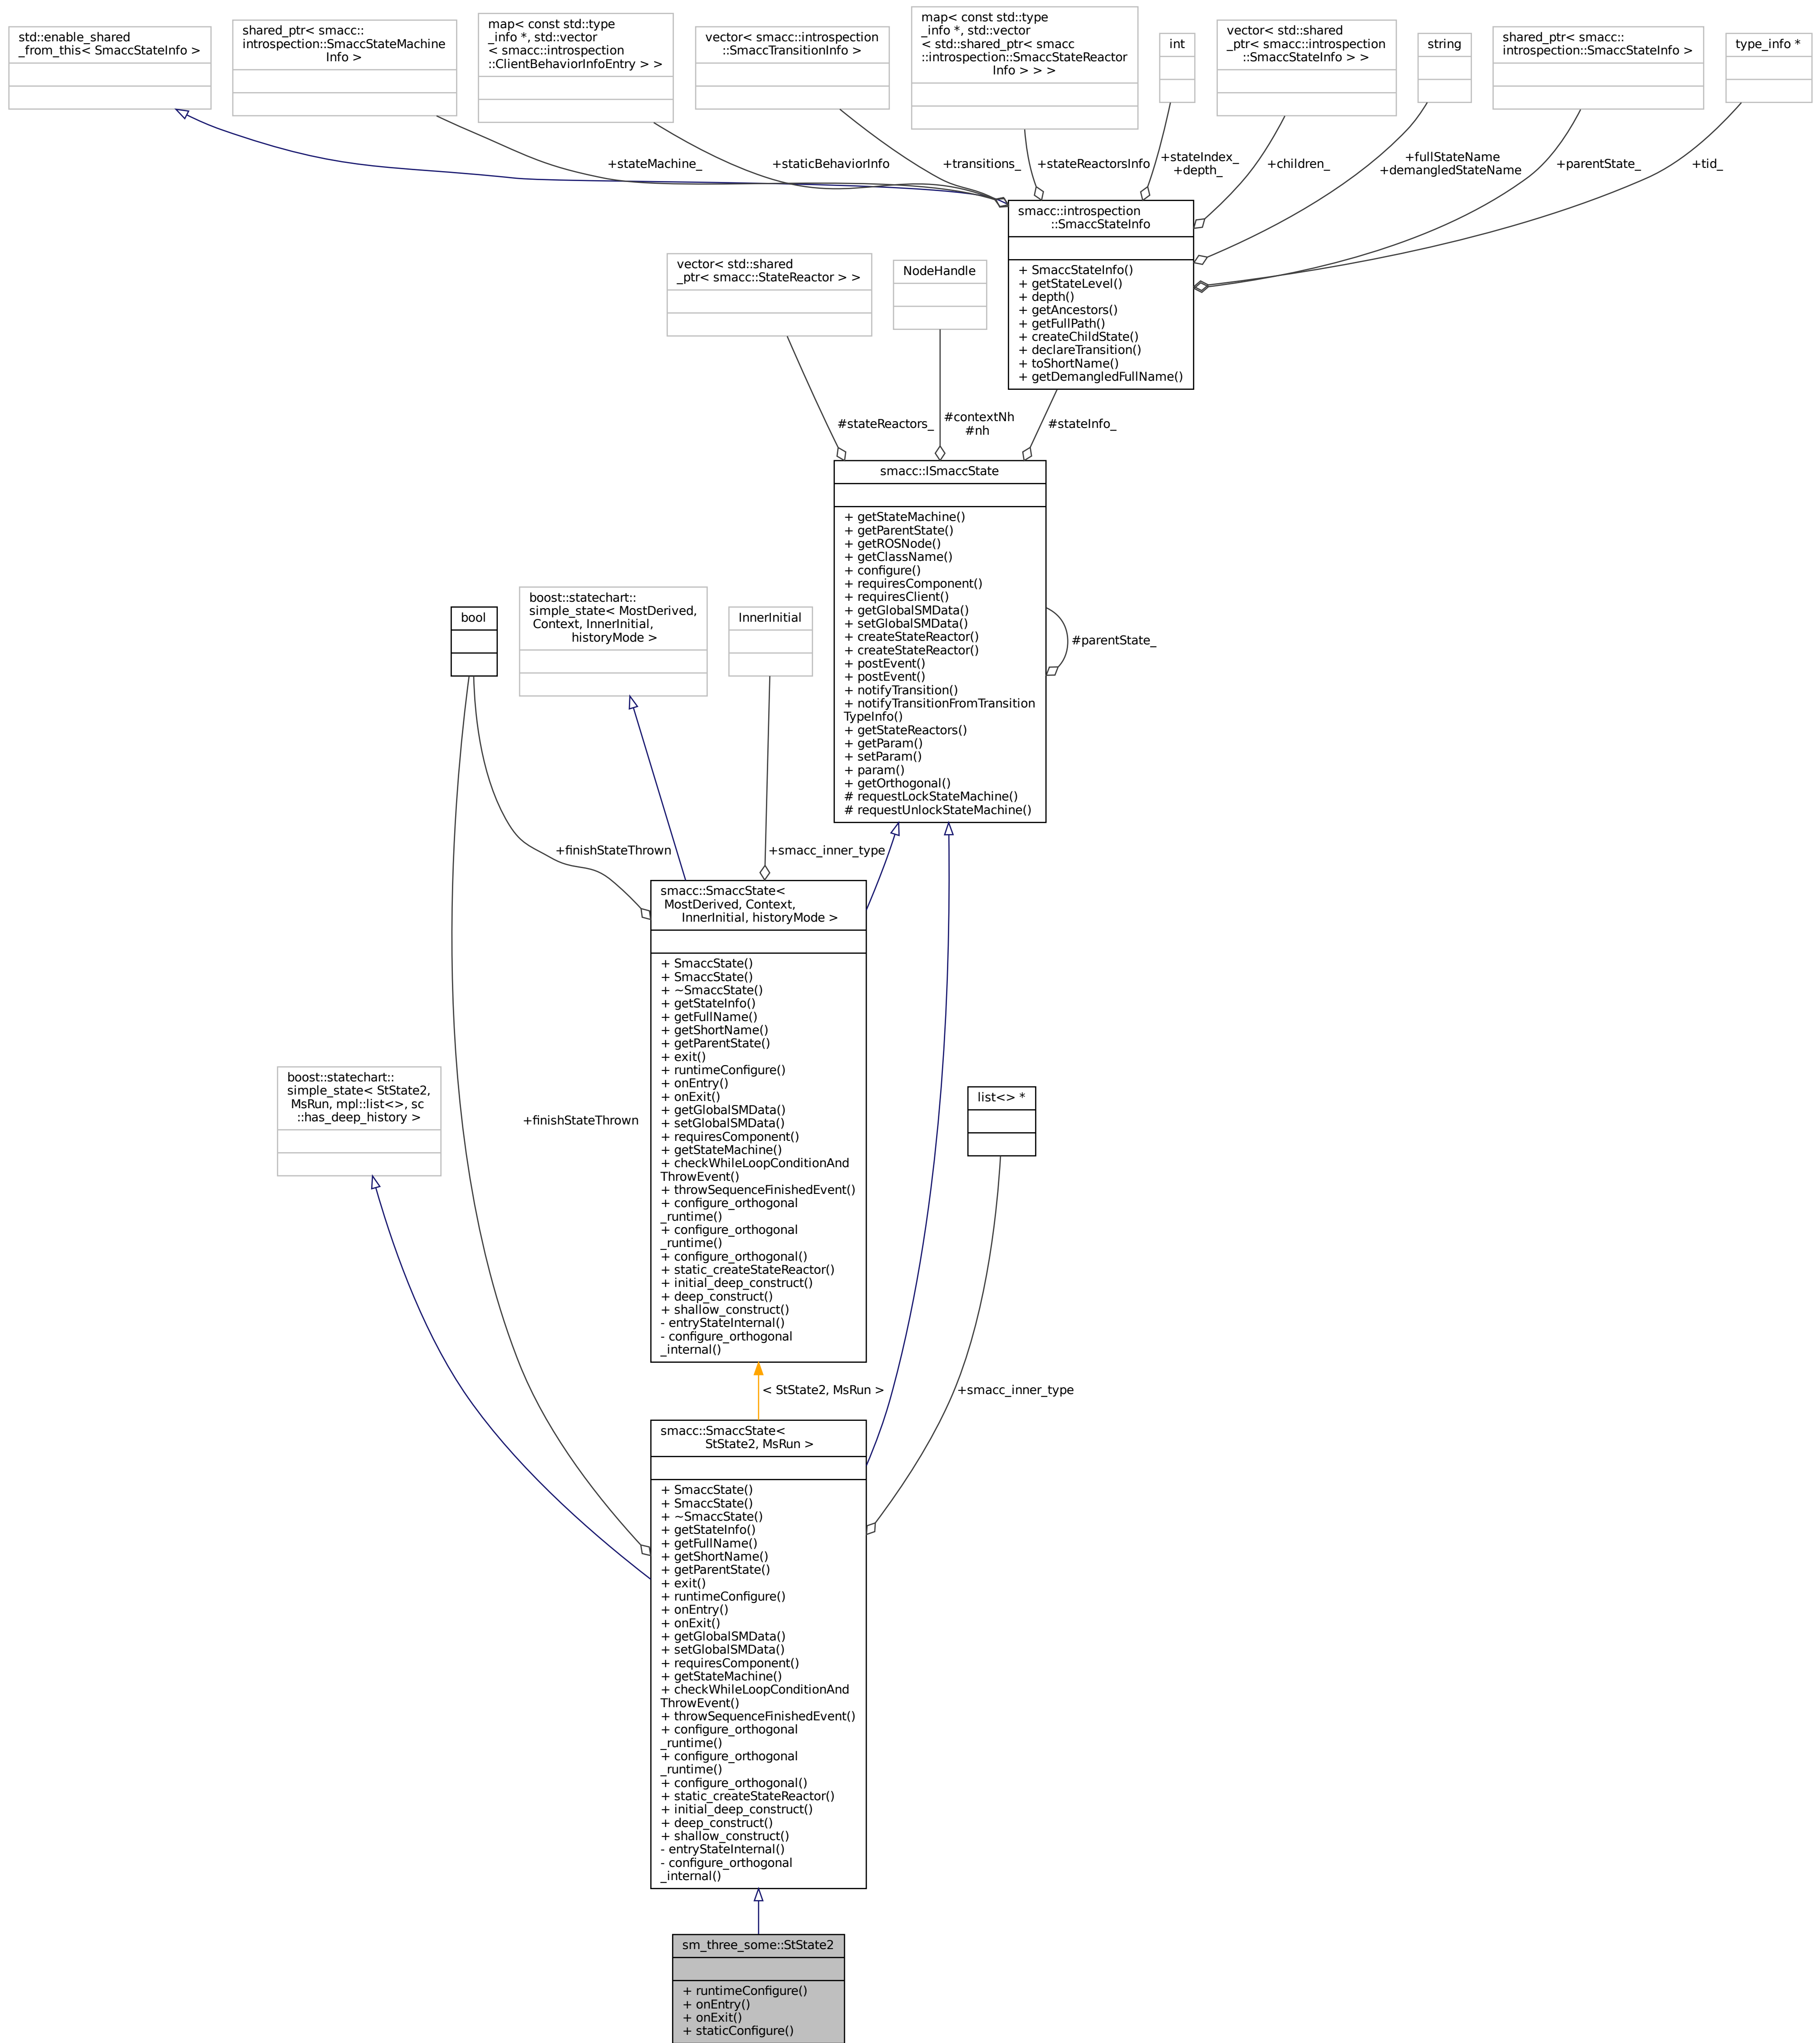 std::enable_shared
_from_this< SmaccStateInfo >
shared_ptr< smacc::
introspection::SmaccStateMachine
Info >
map< const std::type
_info *, std::vector
< smacc::introspection
::ClientBehaviorInfoEntry > >
vector< smacc::introspection
::SmaccTransitionInfo >
map< const std::type
_info *, std::vector
< std::shared_ptr< smacc
::introspection::SmaccStateReactor
Info > > >
int
vector< std::shared
_ptr< smacc::introspection
::SmaccStateInfo > >
string
shared_ptr< smacc::
introspection::SmaccStateInfo >
type_info *
+stateMachine_
+staticBehaviorInfo
+transitions_
+stateReactorsInfo
+stateIndex_
+depth_
+children_
+fullStateName
+demangledStateName
+parentState_
+tid_
smacc::introspection
::SmaccStateInfo
+ SmaccStateInfo()
+ getStateLevel()
+ depth()
+ getAncestors()
+ getFullPath()
+ createChildState()
+ declareTransition()
+ toShortName()
+ getDemangledFullName()
vector< std::shared
_ptr< smacc::StateReactor > >
NodeHandle
#stateReactors_
#contextNh
#nh
#stateInfo_
smacc::ISmaccState
+ getStateMachine()
+ getParentState()
+ getROSNode()
+ getClassName()
+ configure()
+ requiresComponent()
+ requiresClient()
+ getGlobalSMData()
+ setGlobalSMData()
+ createStateReactor()
+ createStateReactor()
+ postEvent()
+ postEvent()
+ notifyTransition()
+ notifyTransitionFromTransition
TypeInfo()
+ getStateReactors()
+ getParam()
+ setParam()
+ param()
+ getOrthogonal()
# requestLockStateMachine()
# requestUnlockStateMachine()
#parentState_
bool
boost::statechart::
simple_state< MostDerived,
Context, InnerInitial,
historyMode >
InnerInitial
+finishStateThrown
+smacc_inner_type
smacc::SmaccState<
MostDerived, Context,
InnerInitial, historyMode >
+ SmaccState()
+ SmaccState()
+ ~SmaccState()
+ getStateInfo()
+ getFullName()
+ getShortName()
+ getParentState()
+ exit()
+ runtimeConfigure()
+ onEntry()
+ onExit()
+ getGlobalSMData()
+ setGlobalSMData()
+ requiresComponent()
+ getStateMachine()
+ checkWhileLoopConditionAnd
ThrowEvent()
+ throwSequenceFinishedEvent()
+ configure_orthogonal
_runtime()
+ configure_orthogonal
_runtime()
+ configure_orthogonal()
+ static_createStateReactor()
+ initial_deep_construct()
+ deep_construct()
+ shallow_construct()
- entryStateInternal()
- configure_orthogonal
_internal()
boost::statechart::
simple_state< StState2,
MsRun, mpl::list<>, sc
::has_deep_history >
+finishStateThrown
list<> *
< StState2, MsRun >
+smacc_inner_type
smacc::SmaccState<
StState2, MsRun >
+ SmaccState()
+ SmaccState()
+ ~SmaccState()
+ getStateInfo()
+ getFullName()
+ getShortName()
+ getParentState()
+ exit()
+ runtimeConfigure()
+ onEntry()
+ onExit()
+ getGlobalSMData()
+ setGlobalSMData()
+ requiresComponent()
+ getStateMachine()
+ checkWhileLoopConditionAnd
ThrowEvent()
+ throwSequenceFinishedEvent()
+ configure_orthogonal
_runtime()
+ configure_orthogonal
_runtime()
+ configure_orthogonal()
+ static_createStateReactor()
+ initial_deep_construct()
+ deep_construct()
+ shallow_construct()
- entryStateInternal()
- configure_orthogonal
_internal()
sm_three_some::StState2
+ runtimeConfigure()
+ onEntry()
+ onExit()
+ staticConfigure()